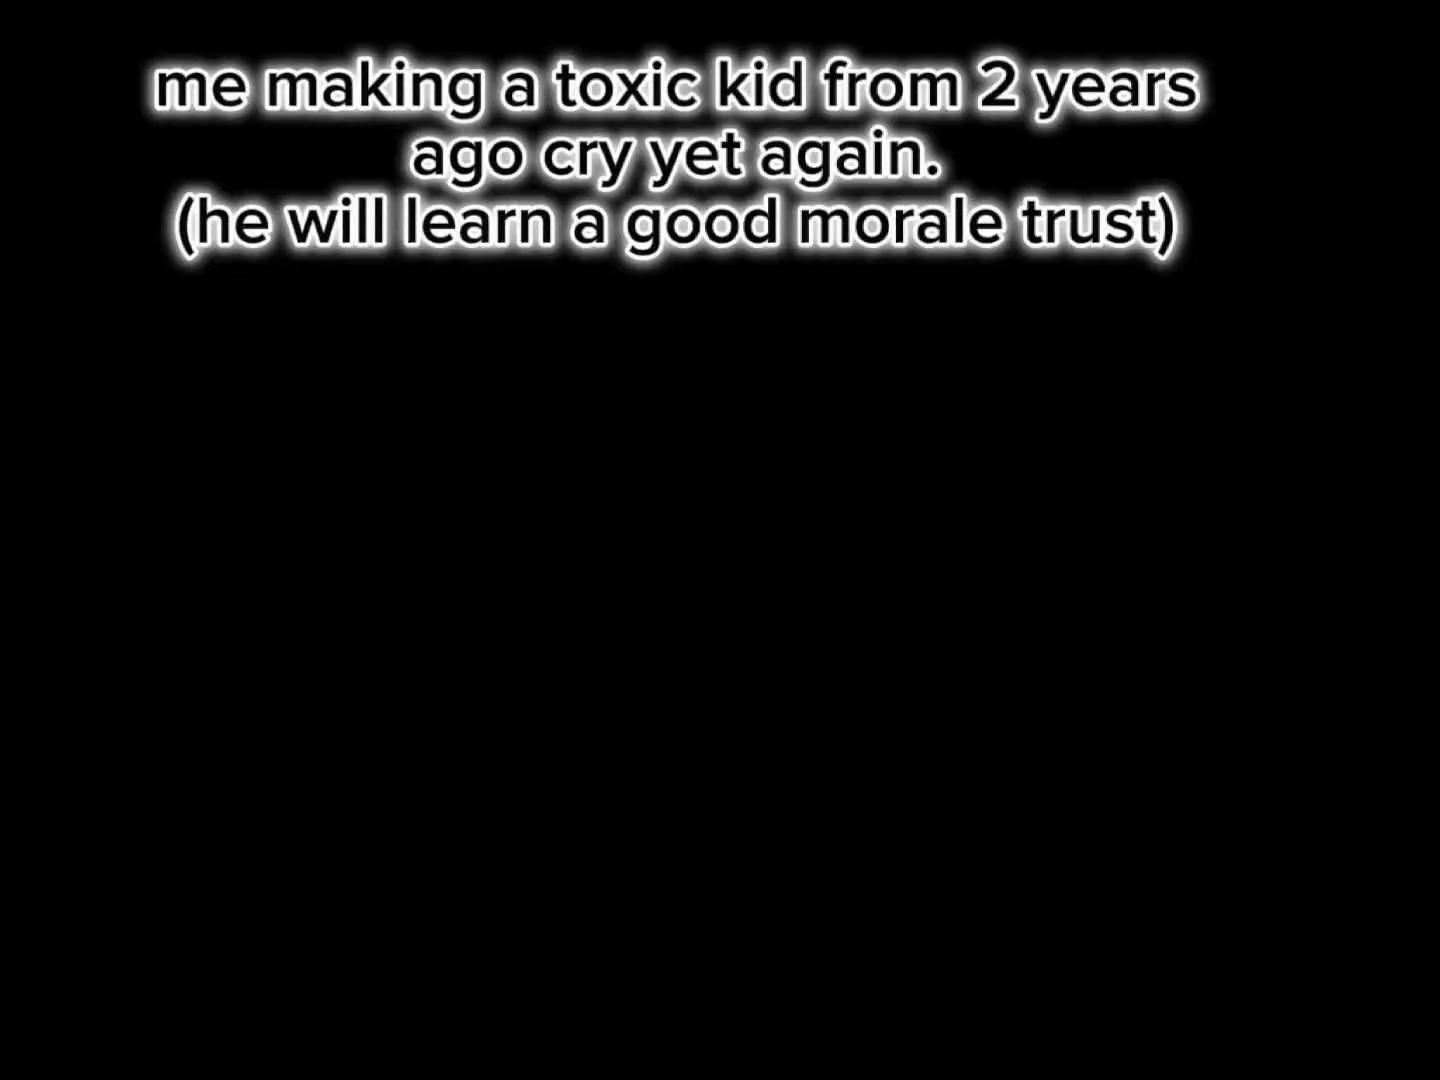 me making a toxic kid from 2 years
ago cry yet again.
(he will learn a good morale trust)